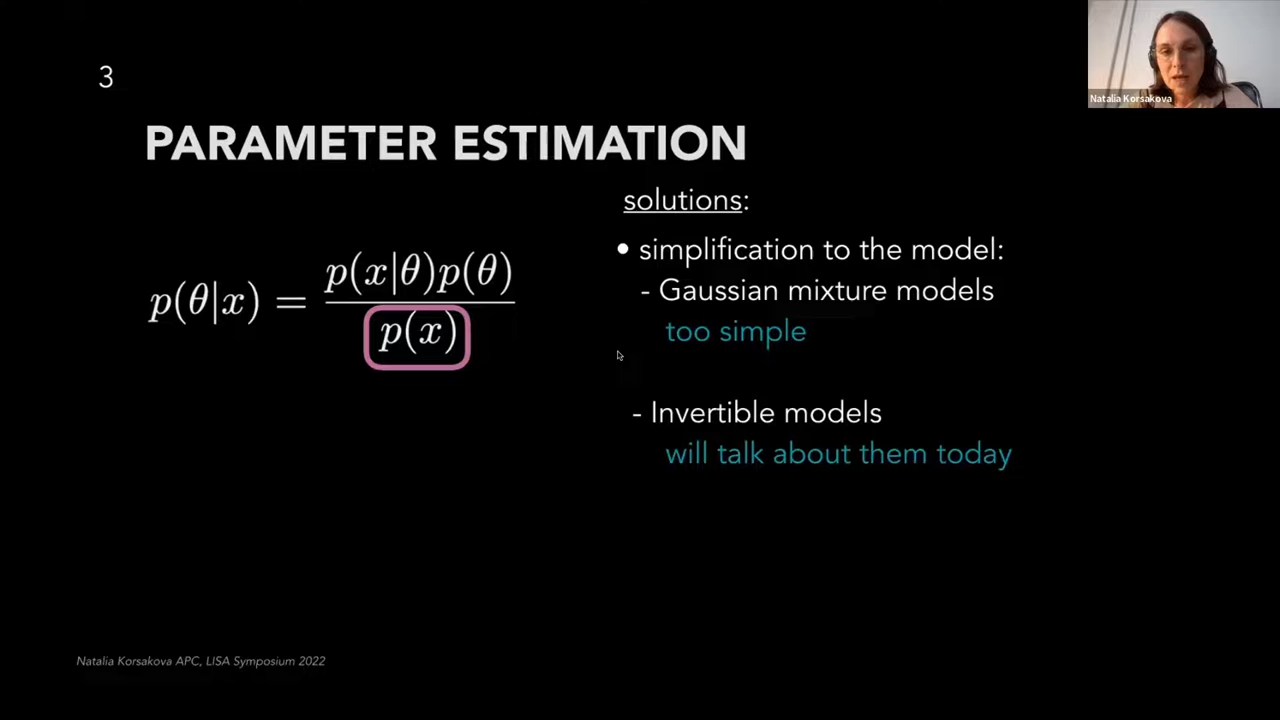 3
Natalia Korsakova
PARAMETER ESTIMATION
p(θ|x) = p(x|θ)p(θ) / p(x)
solutions:
• simplification to the model:
- Gaussian mixture models
too simple
- Invertible models
will talk about them today
Natalia Korsakova APC, LISA Symposium 2022